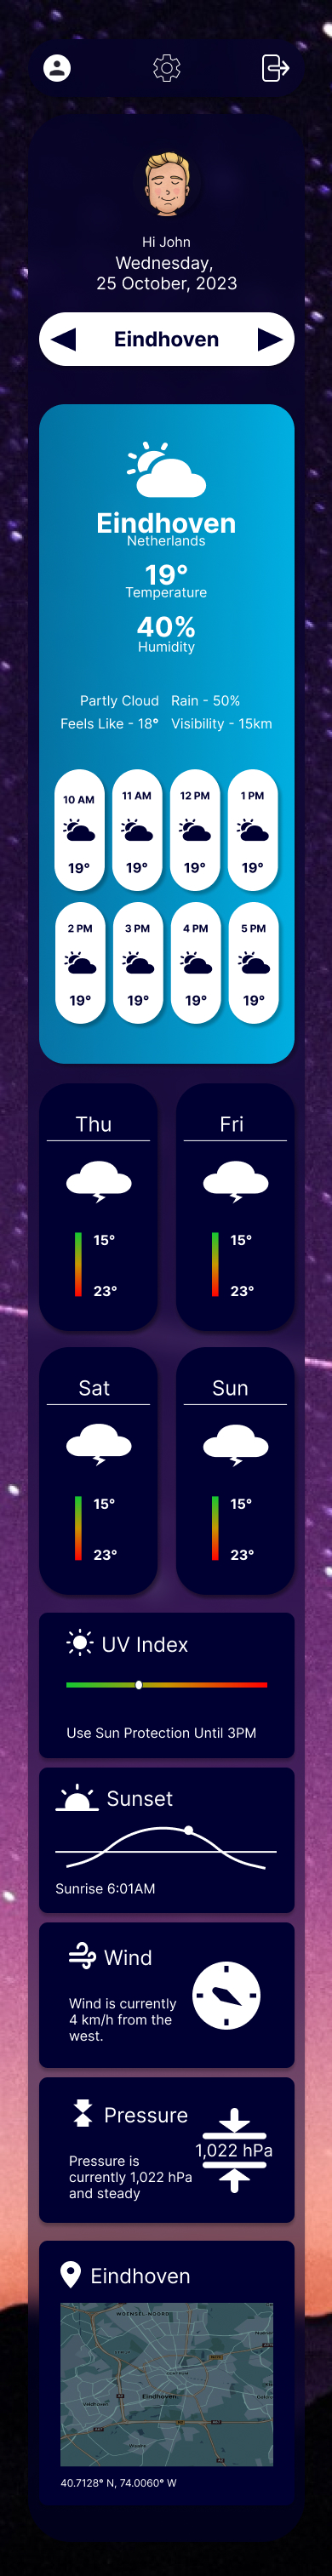 Hi John
Wednesday,
25 October, 2023
Eindhoven
Eindhoven
Netherlands
19°
Temperature
40%
Humidity
Partly Cloud Rain - 50%
Feels Like - 18° Visibility - 15km
10 AM 11 AM 12 PM 1 PM
19° 19° 19° 19°
2 PM 3 PM 4 PM 5 PM
19° 19° 19° 19°
Thu Fri
15° 15°
23° 23°
Sat Sun
15° 15°
23° 23°
UV Index
Use Sun Protection Until 3PM
Sunset
Sunrise 6:01AM
Wind
Wind is currently
4 km/h from the
west.
Pressure
1,022 hPa
Pressure is
currently 1,022 hPa
and steady
Eindhoven
WOENSEL-NOORD
Eindhoven
40.7128° N, 74.0060° W